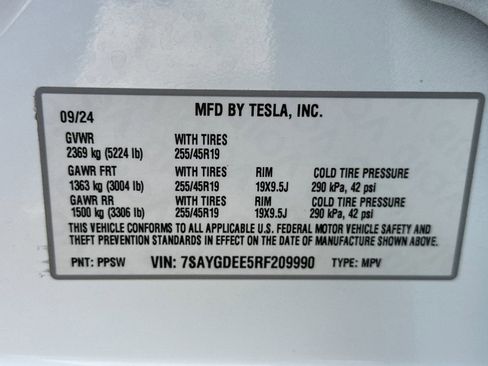 09/24 MFD BY TESLA, INC.
GVWR WITH TIRES
2369 kg (5224 lb) 255/45R19
GAWR FRT WITH TIRES RIM COLD TIRE PRESSURE
1363 kg (3004 lb) 255/45R19 19X9.5J 290 kPa, 42 psi
GAWR RR WITH TIRES RIM COLD TIRE PRESSURE
1500 kg (3306 lb) 255/45R19 19X9.5J 290 kPa, 42 psi
THIS VEHICLE CONFORMS TO ALL APPLICABLE U.S. FEDERAL MOTOR VEHICLE SAFETY AND
THEFT PREVENTION STANDARDS IN EFFECT ON THE DATE OF MANUFACTURE SHOWN ABOVE.
PNT: PPSW VIN: 7SAYGDEE5RF209990 TYPE: MPV